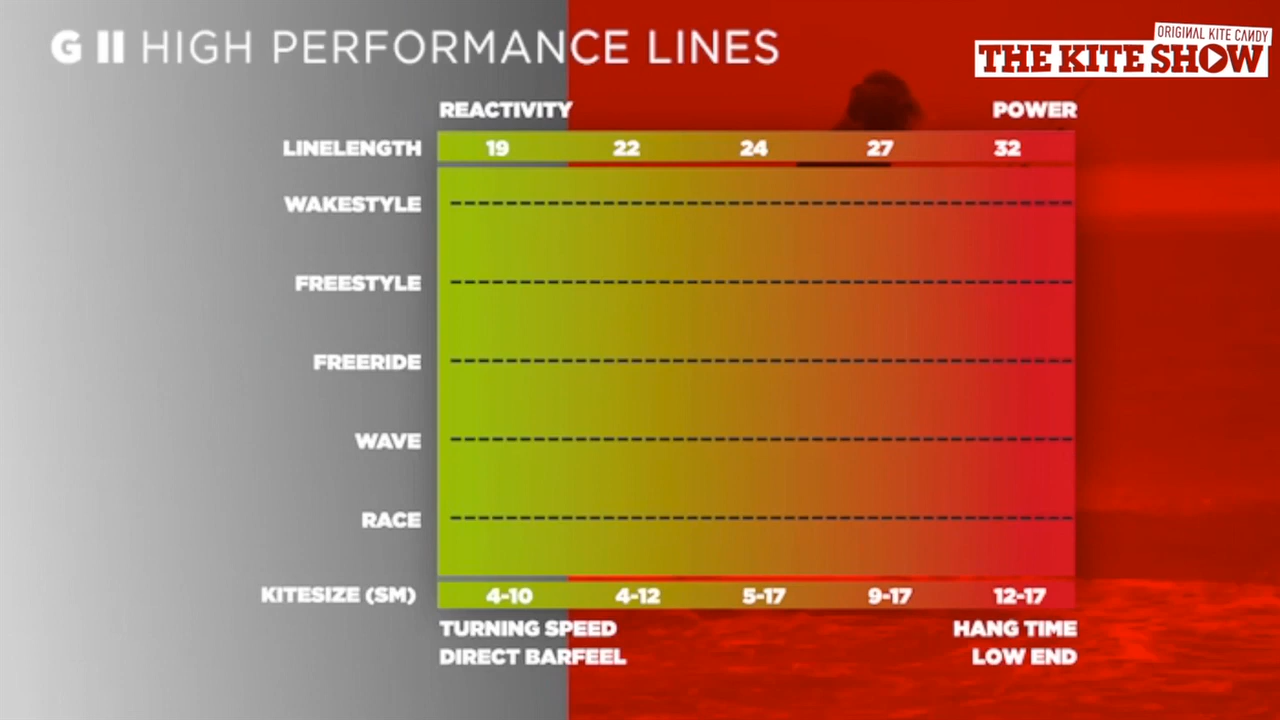 G II HIGH PERFORMANCE LINES
ORIGINAL KITE CANDY
THE KITE SHOW
REACTIVITY POWER
LINELENGTH 19 22 24 27 32
WAKESTYLE
FREESTYLE
FREERIDE
WAVE
RACE
KITESIZE (SM) 4-10 4-12 5-17 9-17 12-17
TURNING SPEED HANG TIME
DIRECT BARFEEL LOW END